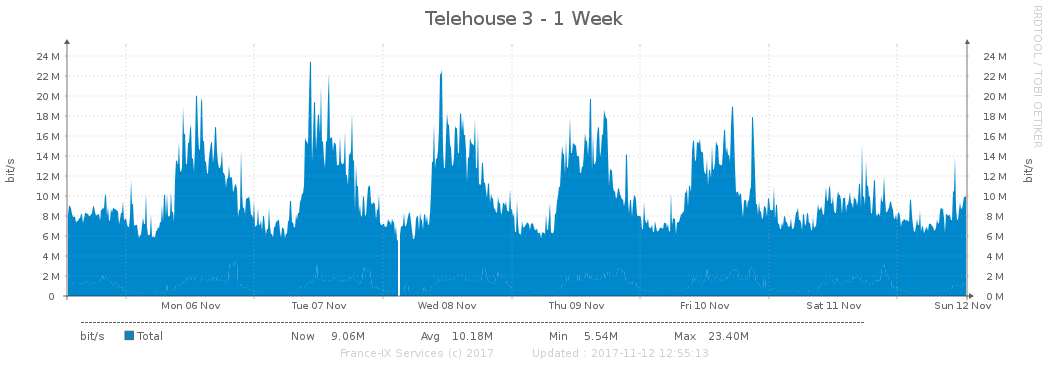 Telehouse 3 - 1 Week
RRDTOOL / TOBI OETIKER
bit/s
24 M 24 M
22 M 22 M
20 M 20 M
18 M 18 M
16 M 16 M
14 M 14 M
12 M 12 M
10 M 10 M
8 M 8 M
6 M 6 M
4 M 4 M
2 M 2 M
0 0 M
bit/s
Mon 06 Nov Tue 07 Nov Wed 08 Nov Thu 09 Nov Fri 10 Nov Sat 11 Nov Sun 12 Nov
bit/s Total Now 9.06M Avg 10.18M Min 5.54M Max 23.40M
France-IX Services (c) 2017 Updated : 2017-11-12 12:55:13